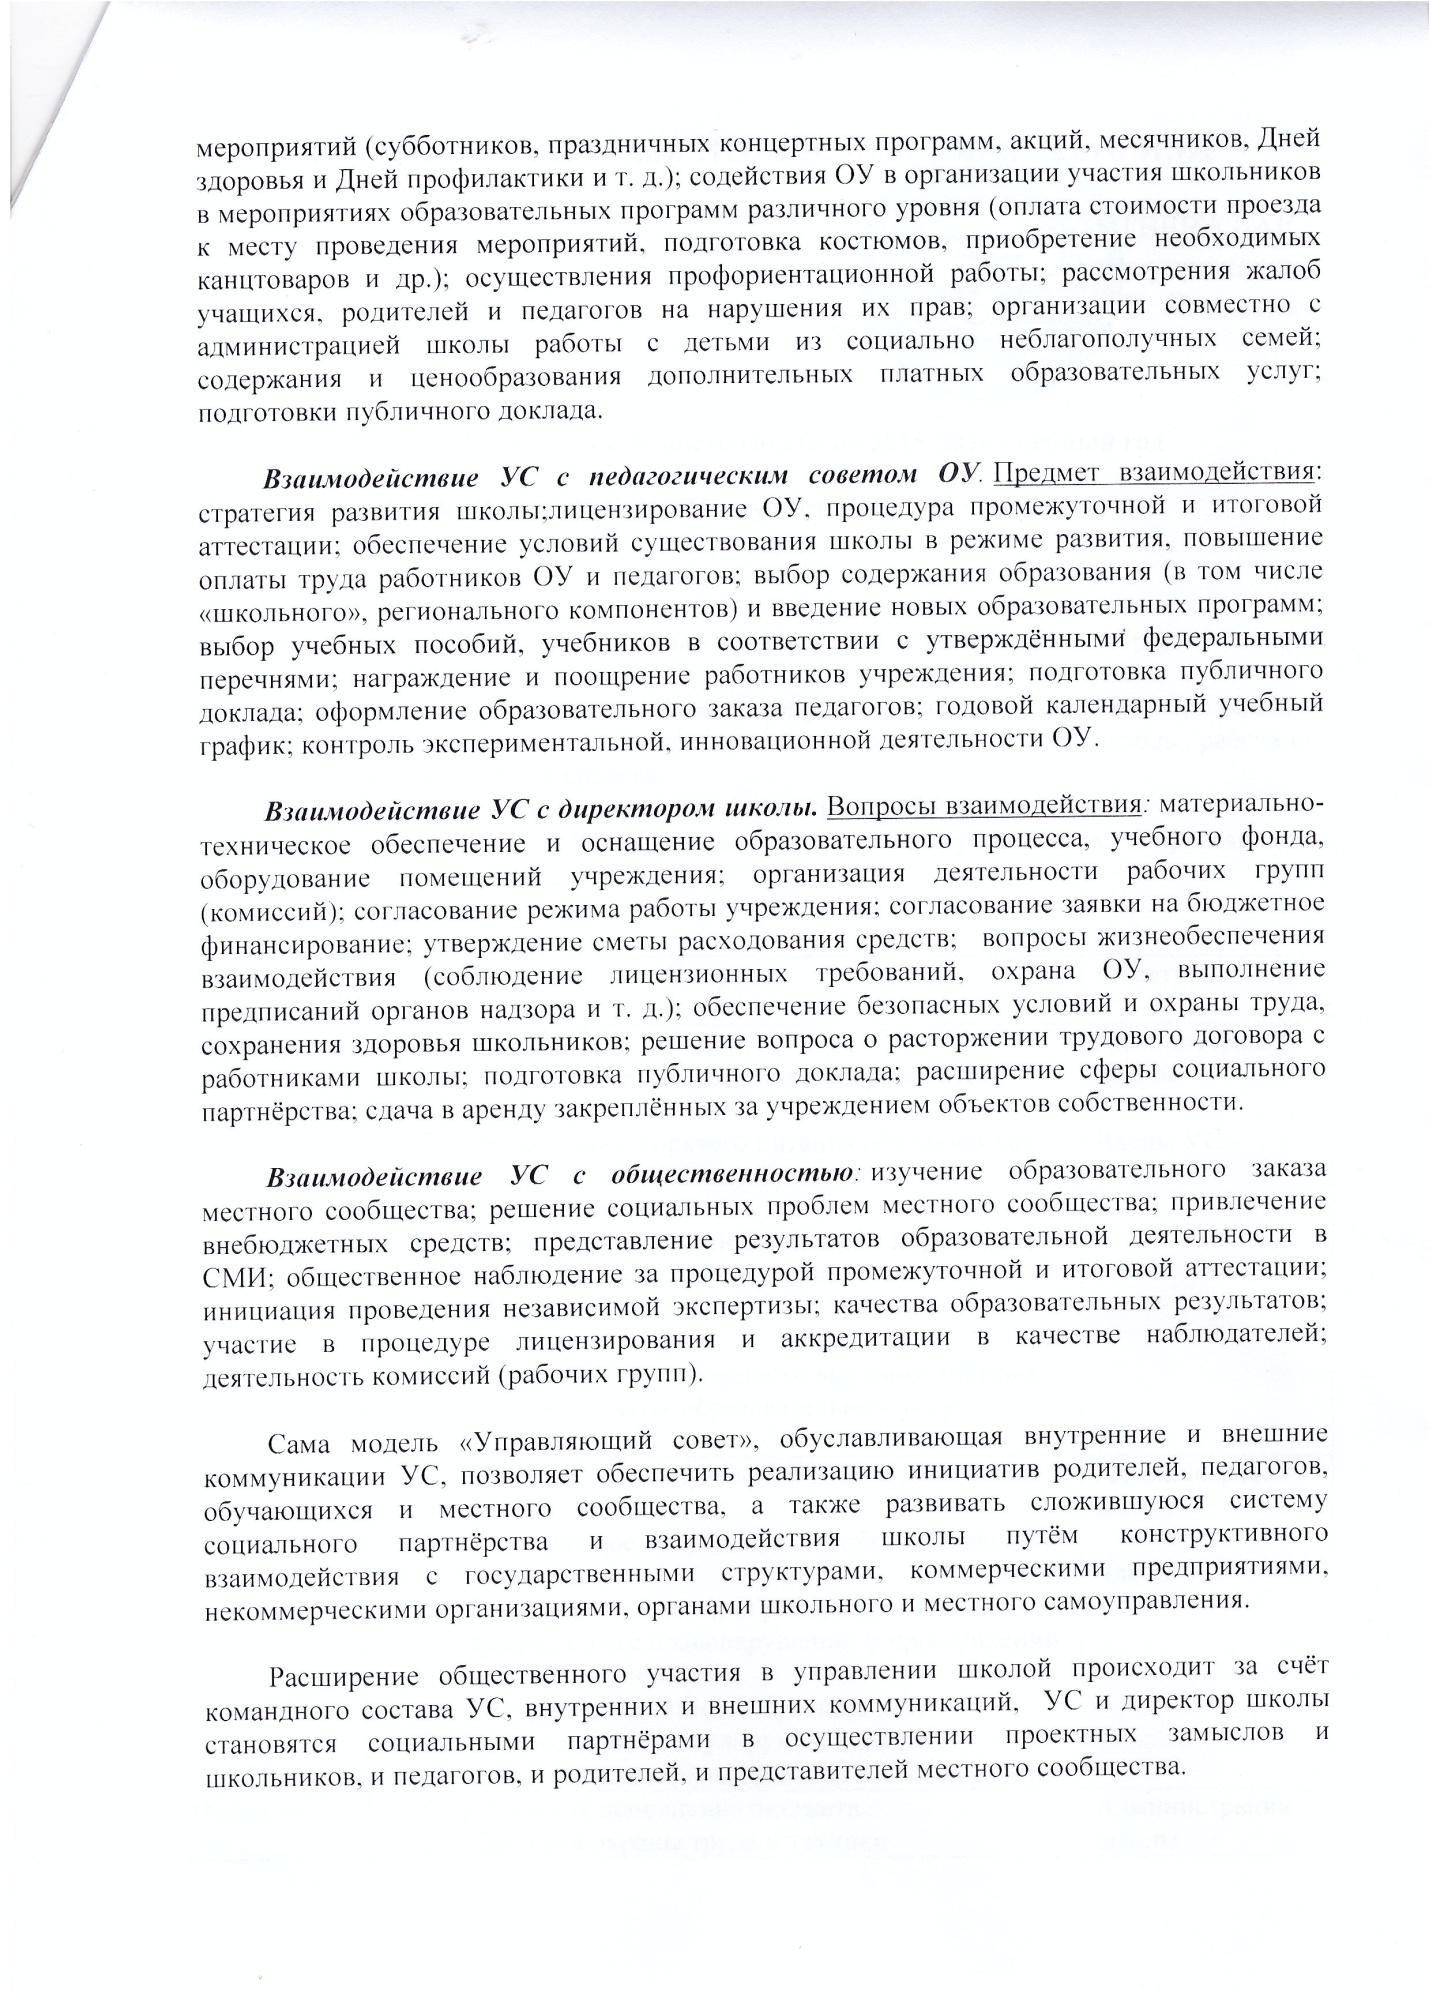 мероприятий (субботников, праздничных концертных программ, акций, месячников, Дней
здоровья и Дней профилактики и т. д.); содействия ОУ в организации участия школьников
в мероприятиях образовательных программ различного уровня (оплата стоимости проезда
к месту проведения мероприятий, подготовка костюмов, приобретение необходимых
канцтоваров и др.); осуществления профориентационной работы; рассмотрения жалоб
учащихся, родителей и педагогов на нарушения их прав; организации совместно с
администрацией школы работы с детьми из социально неблагополучных семей;
содержания и ценообразования дополнительных платных образовательных услуг;
подготовки публичного доклада.
Взаимодействие УС с педагогическим советом ОУ. Предмет взаимодействия:
стратегия развития школы;лицензирование ОУ, процедура промежуточной и итоговой
аттестации; обеспечение условий существования школы в режиме развития, повышение
оплаты труда работников ОУ и педагогов; выбор содержания образования (в том числе
«школьного», регионального компонентов) и введение новых образовательных программ;
выбор учебных пособий, учебников в соответствии с утверждёнными федеральными
перечнями; награждение и поощрение работников учреждения; подготовка публичного
доклада; оформление образовательного заказа педагогов; годовой календарный учебный
график; контроль экспериментальной, инновационной деятельности ОУ.
Взаимодействие УС с директором школы. Вопросы взаимодействия: материально-
техническое обеспечение и оснащение образовательного процесса, учебного фонда,
оборудование помещений учреждения; организация деятельности рабочих групп
(комиссий); согласование режима работы учреждения; согласование заявки на бюджетное
финансирование; утверждение сметы расходования средств; вопросы жизнеобеспечения
взаимодействия (соблюдение лицензионных требований, охрана ОУ, выполнение
предписаний органов надзора и т. д.); обеспечение безопасных условий и охраны труда,
сохранения здоровья школьников; решение вопроса о расторжении трудового договора с
работниками школы; подготовка публичного доклада; расширение сферы социального
партнёрства; сдача в аренду закреплённых за учреждением объектов собственности.
Взаимодействие УС с общественностью: изучение образовательного заказа
местного сообщества; решение социальных проблем местного сообщества; привлечение
внебюджетных средств; представление результатов образовательной деятельности в
СМИ; общественное наблюдение за процедурой промежуточной и итоговой аттестации;
инициация проведения независимой экспертизы; качества образовательных результатов;
участие в процедуре лицензирования и аккредитации в качестве наблюдателей;
деятельность комиссий (рабочих групп).
Сама модель «Управляющий совет», обуславливающая внутренние и внешние
коммуникации УС, позволяет обеспечить реализацию инициатив родителей, педагогов,
обучающихся и местного сообщества, а также развивать сложившуюся систему
социального партнёрства и взаимодействия школы путём конструктивного
взаимодействия с государственными структурами, коммерческими предприятиями,
некоммерческими организациями, органами школьного и местного самоуправления.
Расширение общественного участия в управлении школой происходит за счёт
командного состава УС, внутренних и внешних коммуникаций, УС и директор школы
становятся социальными партнёрами в осуществлении проектных замыслов и
школьников, и педагогов, и родителей, и представителей местного сообщества.